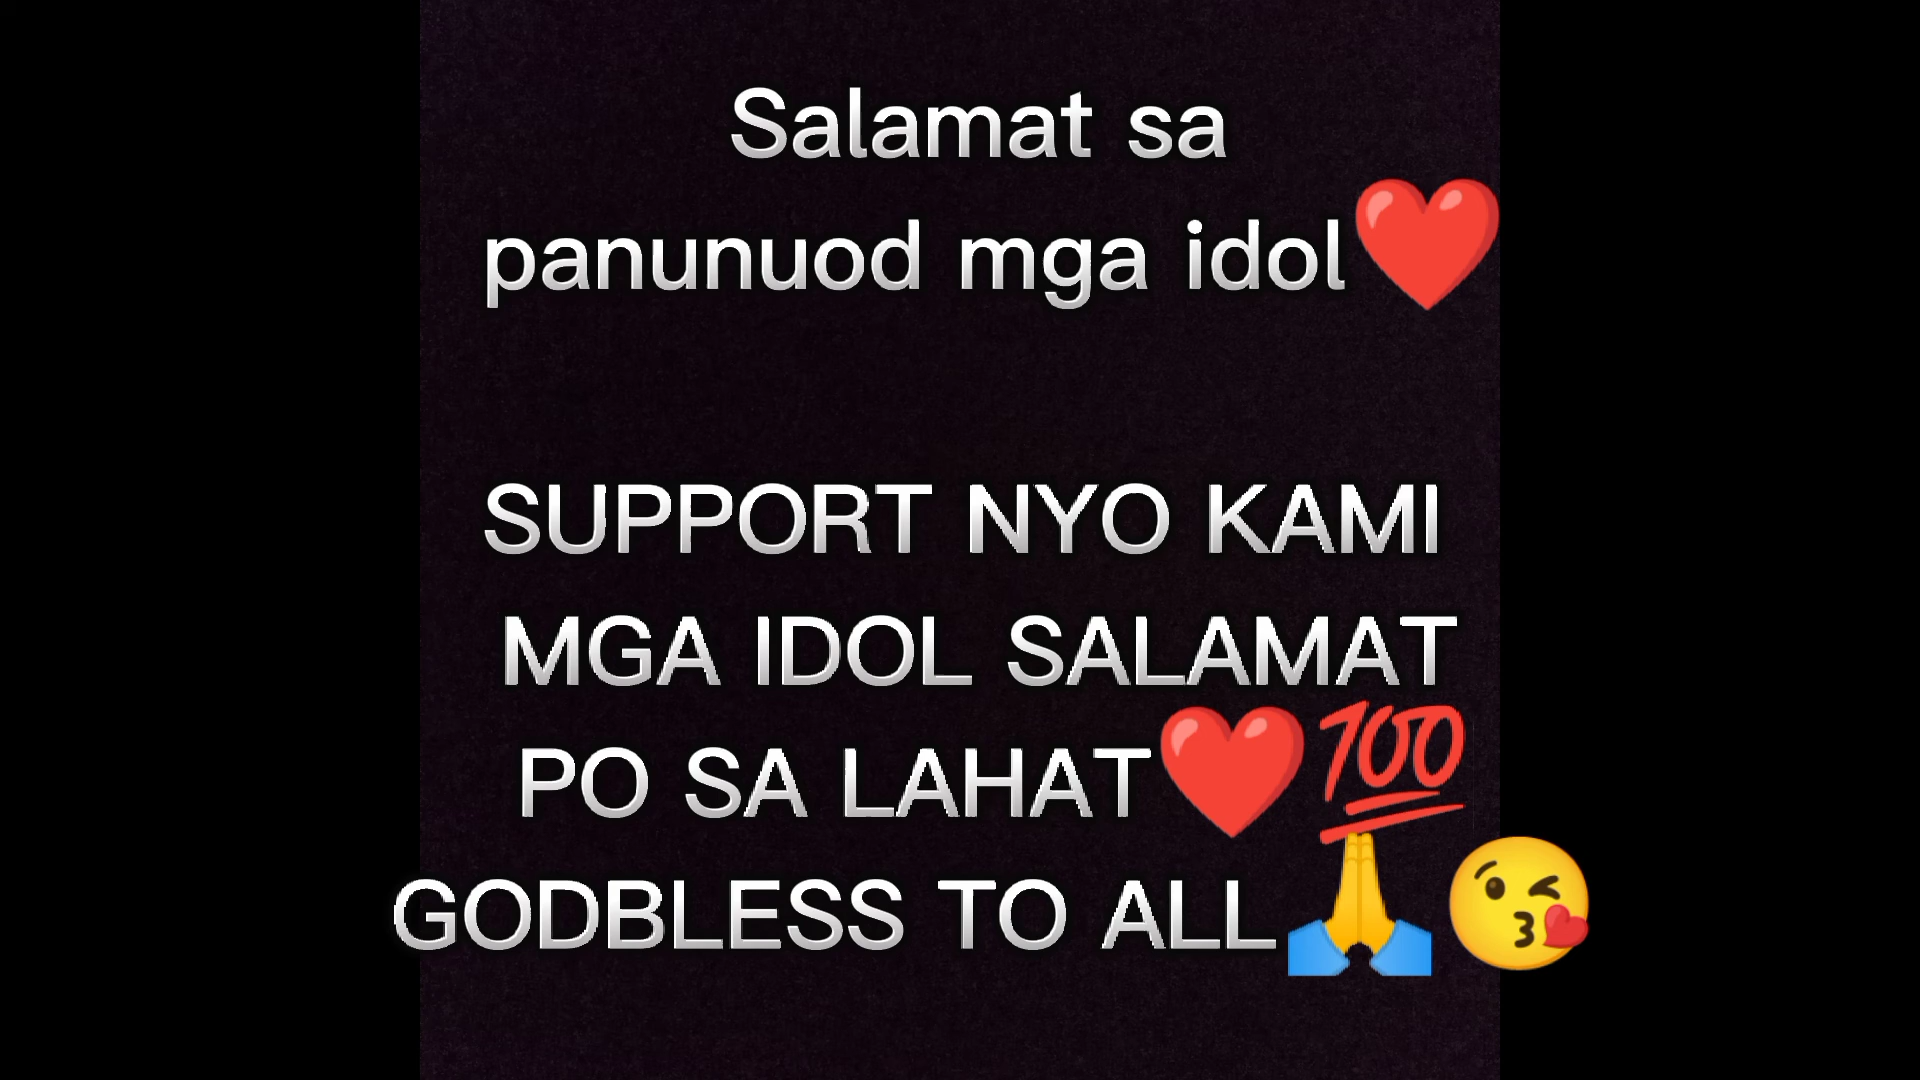 Salamat sa
panunuod mga idol❤️
SUPPORT NYO KAMI
MGA IDOL SALAMAT
PO SA LAHAT❤️💯
GODBLESS TO ALL🙏😘